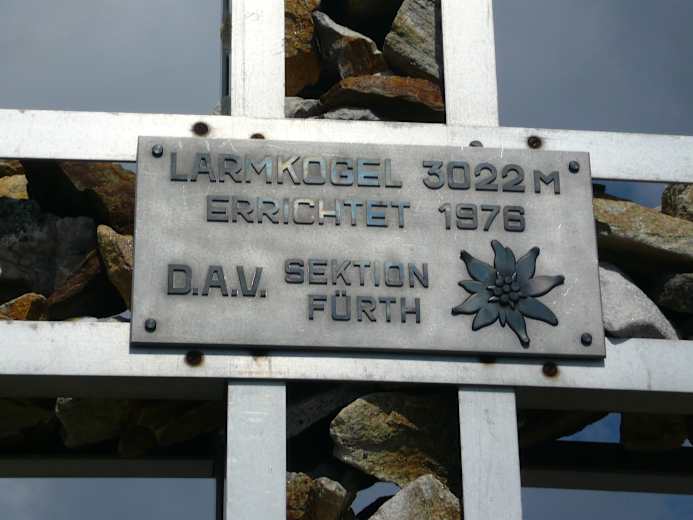 LARMKOGEL 3022 M
ERRICHTET 1976
D.A.V. SEKTION
FÜRTH